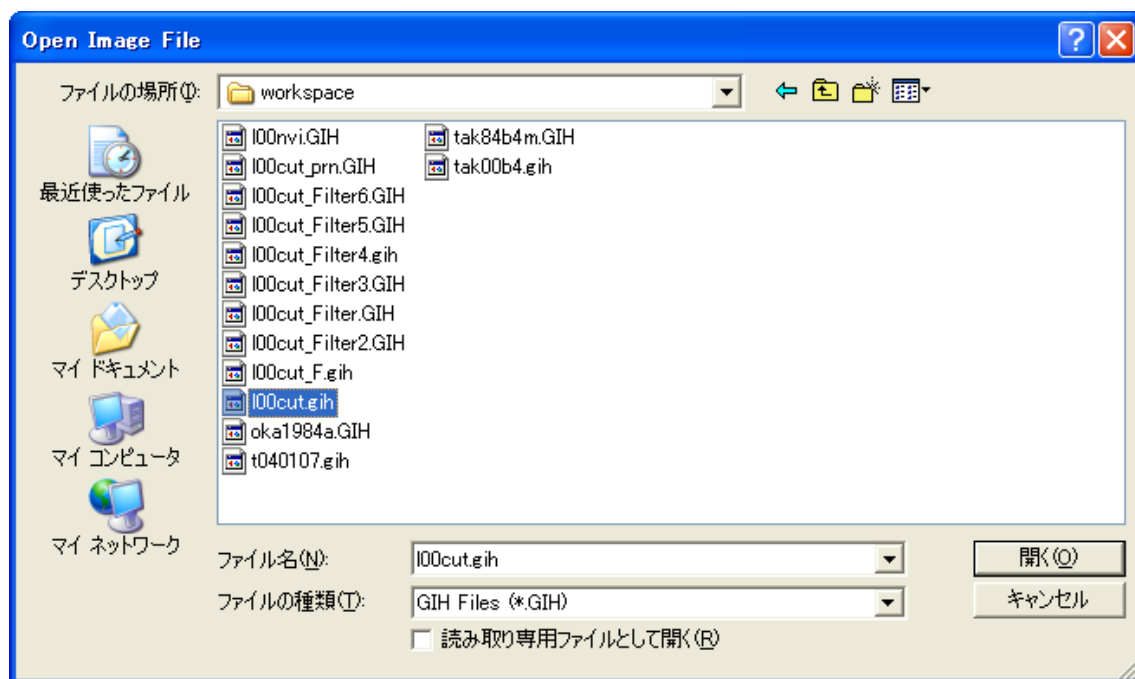 Open Image File
ファイルの場所(I):
workspace
最近使ったファイル
デスクトップ
マイ ドキュメント
マイ コンピュータ
マイ ネットワーク
l00nvi.GIH
l00cut_prn.GIH
l00cut_Filter6.GIH
l00cut_Filter5.GIH
l00cut_Filter4.gih
l00cut_Filter3.GIH
l00cut_Filter.GIH
l00cut_Filter2.GIH
l00cut_F.gih
l00cut.gih
oka1984a.GIH
t040107.gih
tak84b4m.GIH
tak00b4.gih
ファイル名(N):
l00cut.gih
開く(O)
ファイルの種類(T):
GIH Files (*.GIH)
キャンセル
読み取り専用ファイルとして開く(R)